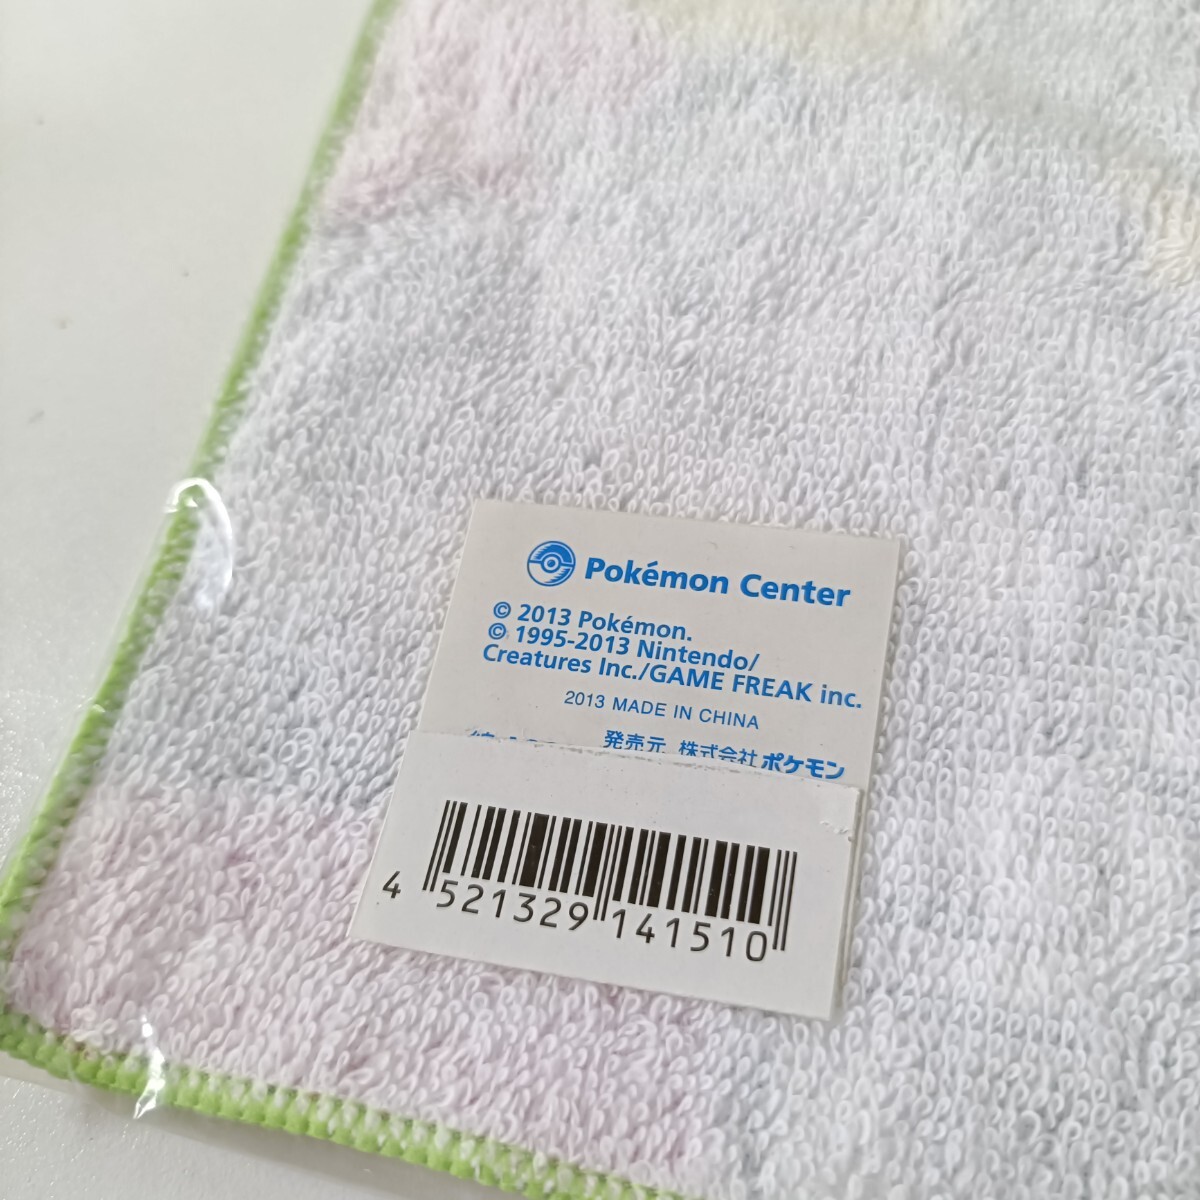 Pokémon Center
© 2013 Pokémon.
© 1995-2013 Nintendo/
Creatures Inc./GAME FREAK inc.
2013 MADE IN CHINA
発売元 株式会社ポケモン
4 521329 141510